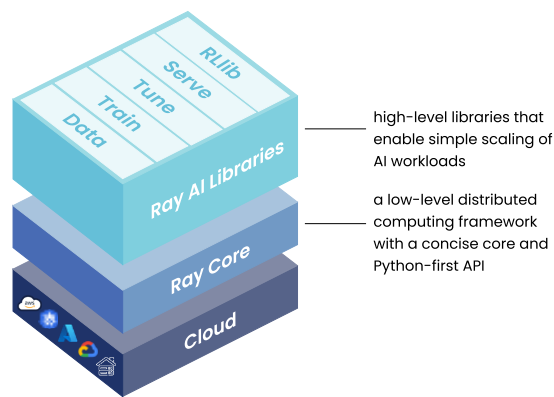 RLlib
Serve
Tune
Train
Data
Ray AI Libraries
high-level libraries that
enable simple scaling of
AI workloads
Ray Core
a low-level distributed
computing framework
with a concise core and
Python-first API
Cloud
aws